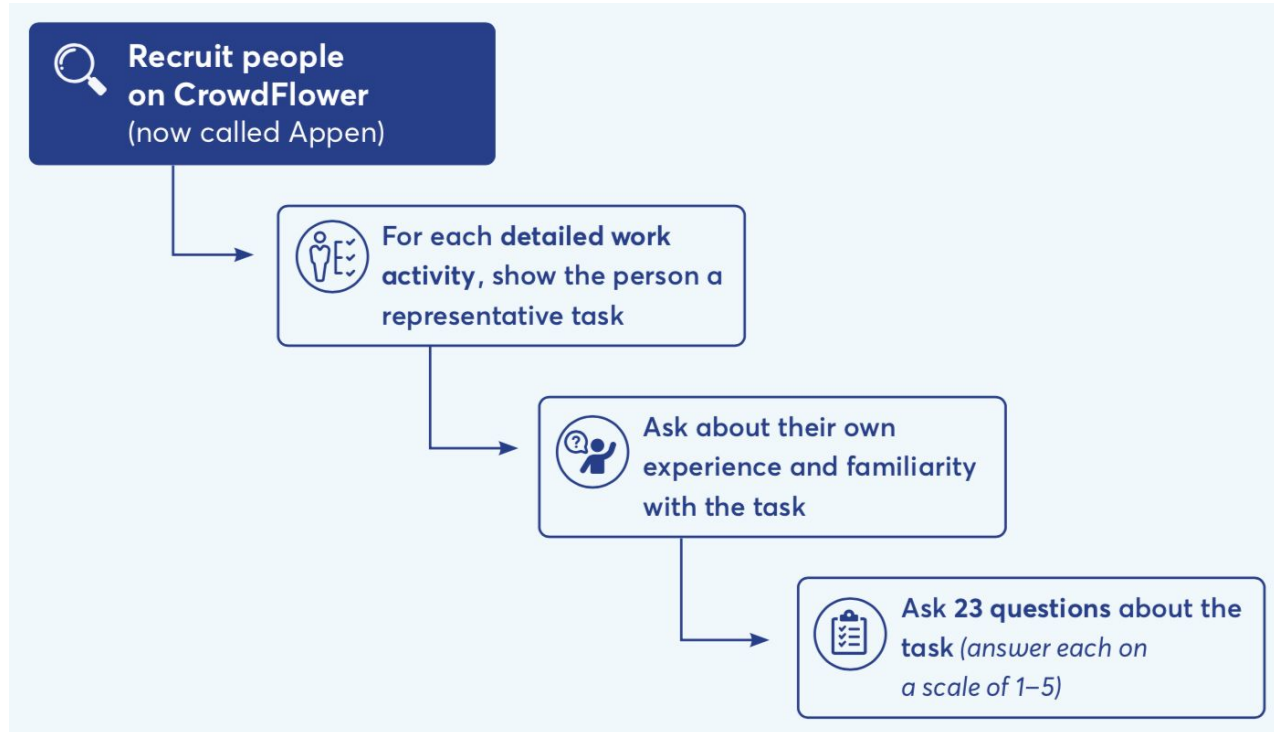 Recruit people
on CrowdFlower
(now called Appen)
For each detailed work
activity, show the person a
representative task
?
Ask about their own
experience and familiarity
with the task
Ask 23 questions about the
task (answer each on
a scale of 1–5)